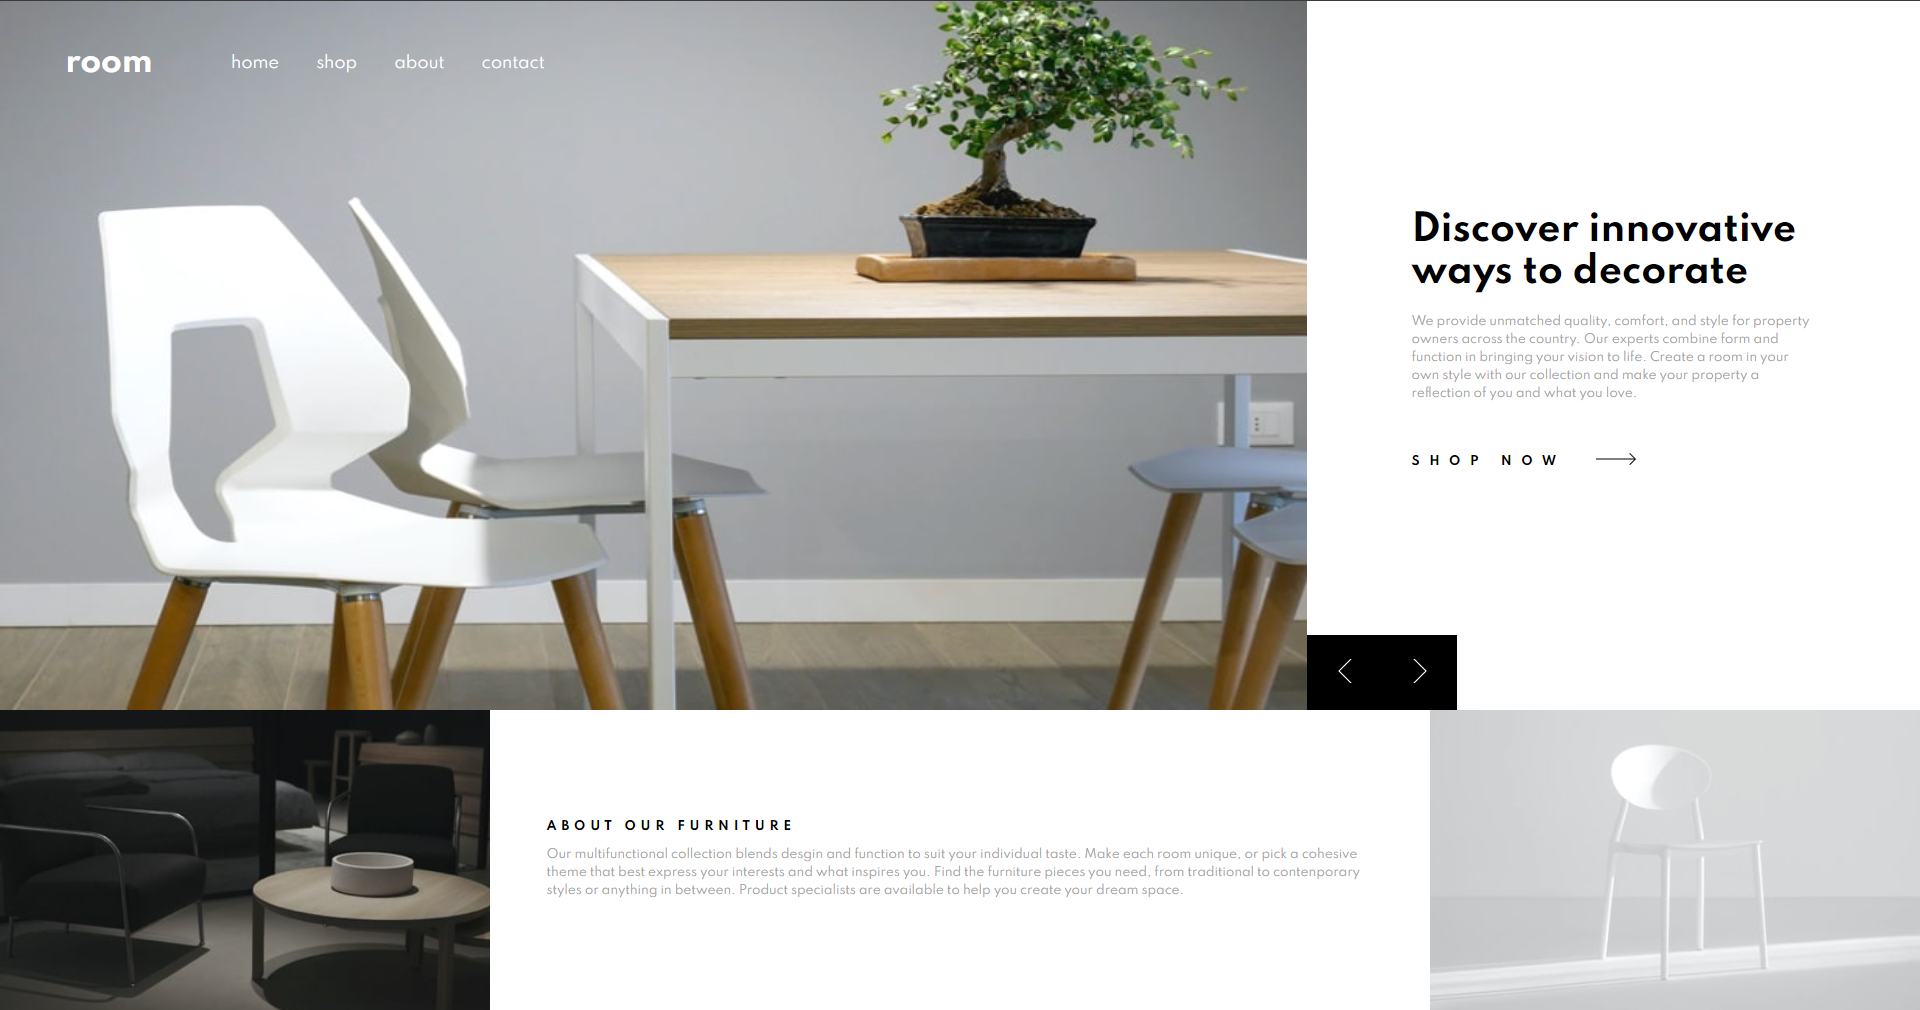 room
home shop about contact
Discover innovative
ways to decorate
We provide unmatched quality, comfort, and style for property
owners across the country. Our experts combine form and
function in bringing your vision to life. Create a room in your
own style with our collection and make your property a
reflection of you and what you love.
SHOP NOW
ABOUT OUR FURNITURE
Our multifunctional collection blends desgin and function to suit your individual taste. Make each room unique, or pick a cohesive
theme that best express your interests and what inspires you. Find the furniture pieces you need, from traditional to contenporary
styles or anything in between. Product specialists are available to help you create your dream space.